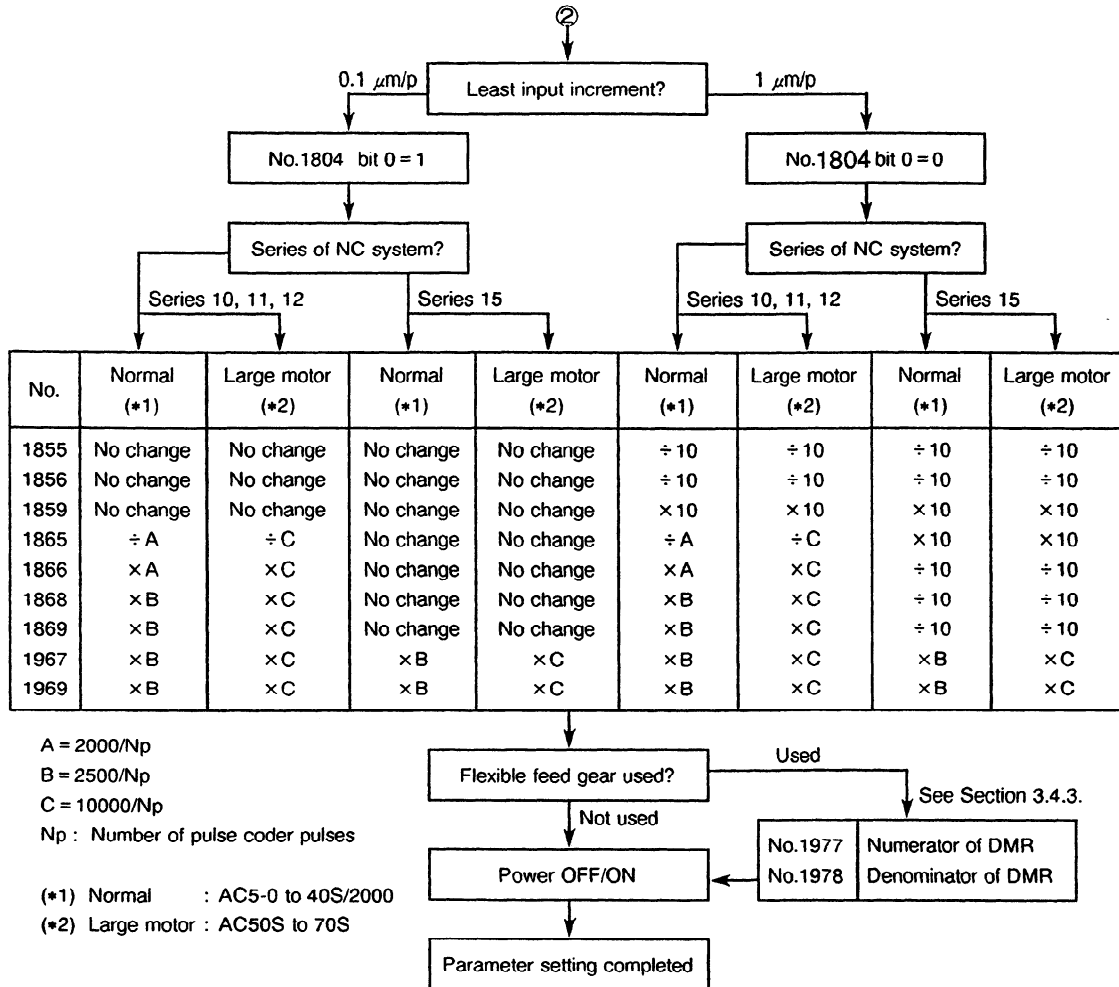 ②
Least input increment?
0.1 μm/p
1 μm/p
No.1804 bit 0 = 1
No.1804 bit 0 = 0
Series of NC system?
Series of NC system?
Series 10, 11, 12
Series 15
Series 10, 11, 12
Series 15
No. Normal (*1) Large motor (*2) Normal (*1) Large motor (*2) Normal (*1) Large motor (*2) Normal (*1) Large motor (*2)
1855 No change No change No change No change ÷10 ÷10 ÷10 ÷10
1856 No change No change No change No change ÷10 ÷10 ÷10 ÷10
1859 No change No change No change No change ×10 ×10 ×10 ×10
1865 ÷A ÷C No change No change ÷A ÷C ×10 ×10
1866 ×A ×C No change No change ×A ×C ÷10 ÷10
1868 ×B ×C No change No change ×B ×C ÷10 ÷10
1869 ×B ×C No change No change ×B ×C ÷10 ÷10
1967 ×B ×C ×B ×C ×B ×C ×B ×C
1969 ×B ×C ×B ×C ×B ×C ×B ×C
A = 2000/Np
B = 2500/Np
C = 10000/Np
Np : Number of pulse coder pulses
(*1) Normal : AC5-0 to 40S/2000
(*2) Large motor : AC50S to 70S
Flexible feed gear used?
Used
See Section 3.4.3.
Not used
No.1977 Numerator of DMR
No.1978 Denominator of DMR
Power OFF/ON
Parameter setting completed